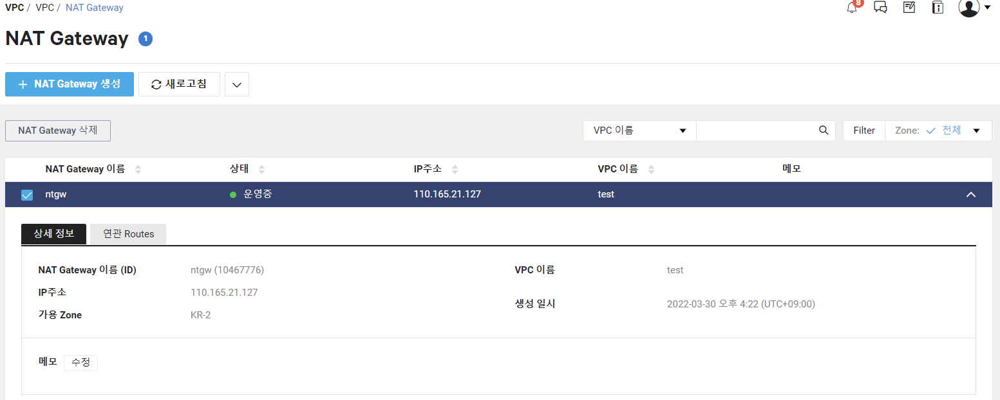 VPC / VPC / NAT Gateway
8
NAT Gateway 1
NAT Gateway 생성 새로고침
NAT Gateway 삭제 VPC 이름 Filter Zone: 전체
NAT Gateway 이름 상태 IP주소 VPC 이름 메모
ntgw 운영중 110.165.21.127 test
상세 정보 연관 Routes
NAT Gateway 이름 (ID) ntgw (10467776) VPC 이름 test
IP주소 110.165.21.127
생성 일시 2022-03-30 오후 4:22 (UTC+09:00)
가용 Zone KR-2
메모 수정